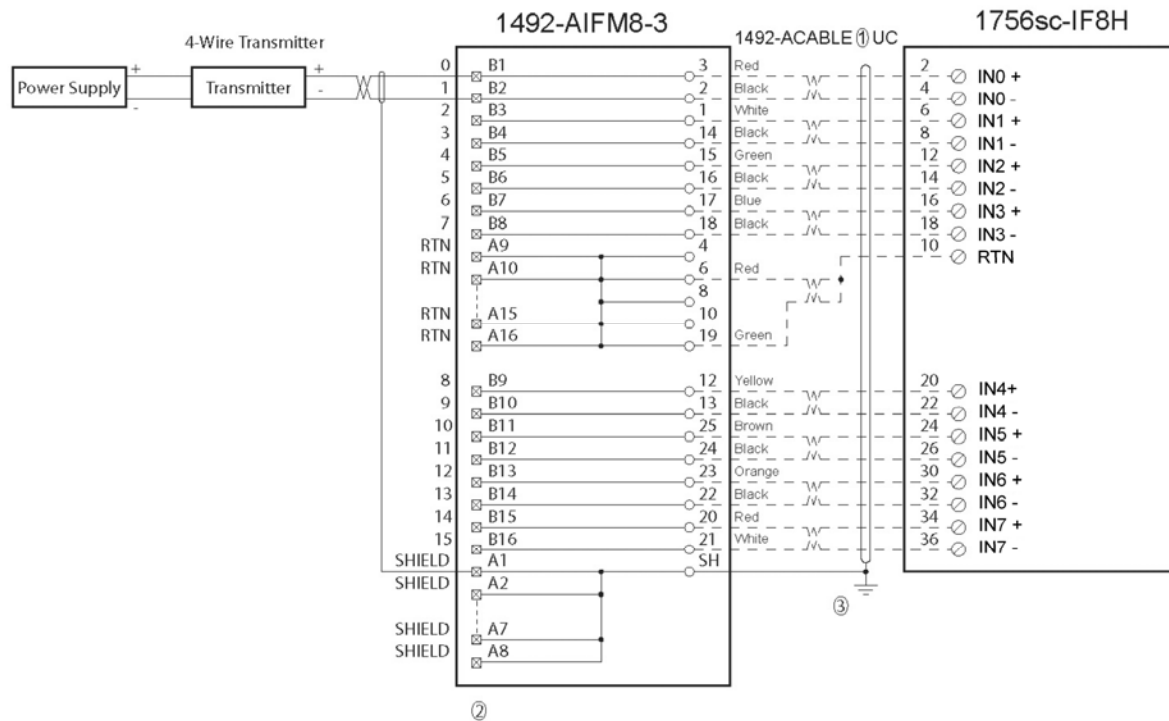 1492-AIFM8-3
1756sc-IF8H
1492-ACABLE ① UC
4-Wire Transmitter
Power Supply
+
-
Transmitter
+
-
0 B1 3 Red 2 IN0 +
1 B2 2 Black 4 IN0 -
2 B3 1 White 6 IN1 +
3 B4 14 Black 8 IN1 -
4 B5 15 Green 12 IN2 +
5 B6 16 Black 14 IN2 -
6 B7 17 Blue 16 IN3 +
7 B8 18 Black 18 IN3 -
RTN A9 4 10 RTN
RTN A10 6 Red
8
RTN A15 10
RTN A16 19 Green
8 B9 12 Yellow 20 IN4+
9 B10 13 Black 22 IN4 -
10 B11 25 Brown 24 IN5 +
11 B12 24 Black 26 IN5 -
12 B13 23 Orange 30 IN6 +
13 B14 22 Black 32 IN6 -
14 B15 20 Red 34 IN7 +
15 B16 21 White 36 IN7 -
SHIELD A1 SH
SHIELD A2
③
SHIELD A7
SHIELD A8
②